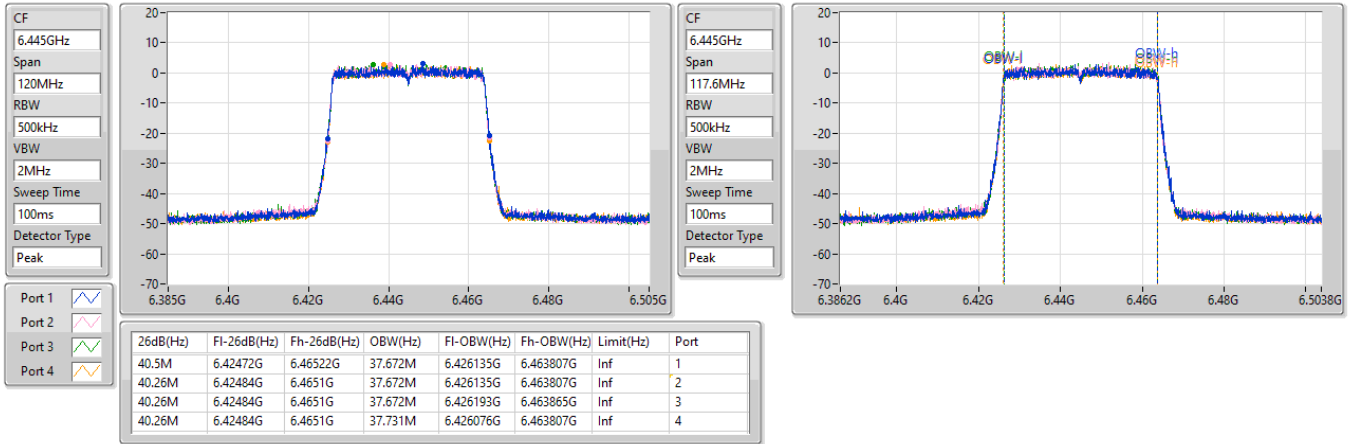 CF
6.445GHz
Span
120MHz
RBW
500kHz
VBW
2MHz
Sweep Time
100ms
Detector Type
Peak
20-
10-
0-
-10-
-20-
-30-
-40-
-50-
-60-
-70-
6.385G 6.4G 6.42G 6.44G 6.46G 6.48G 6.505G
CF
6.445GHz
Span
117.6MHz
RBW
500kHz
VBW
2MHz
Sweep Time
100ms
Detector Type
Peak
20-
10-
0-
-10-
-20-
-30-
-40-
-50-
-60-
-70-
OBW-l OBW-h
6.3862G 6.4G 6.42G 6.44G 6.46G 6.48G 6.5038G
Port 1
Port 2
Port 3
Port 4
26dB(Hz) Fl-26dB(Hz) Fh-26dB(Hz) OBW(Hz) Fl-OBW(Hz) Fh-OBW(Hz) Limit(Hz) Port
40.5M 6.42472G 6.46522G 37.672M 6.426135G 6.463807G Inf 1
40.26M 6.42484G 6.4651G 37.672M 6.426135G 6.463807G Inf 2
40.26M 6.42484G 6.4651G 37.672M 6.426193G 6.463865G Inf 3
40.26M 6.42484G 6.4651G 37.731M 6.426076G 6.463807G Inf 4